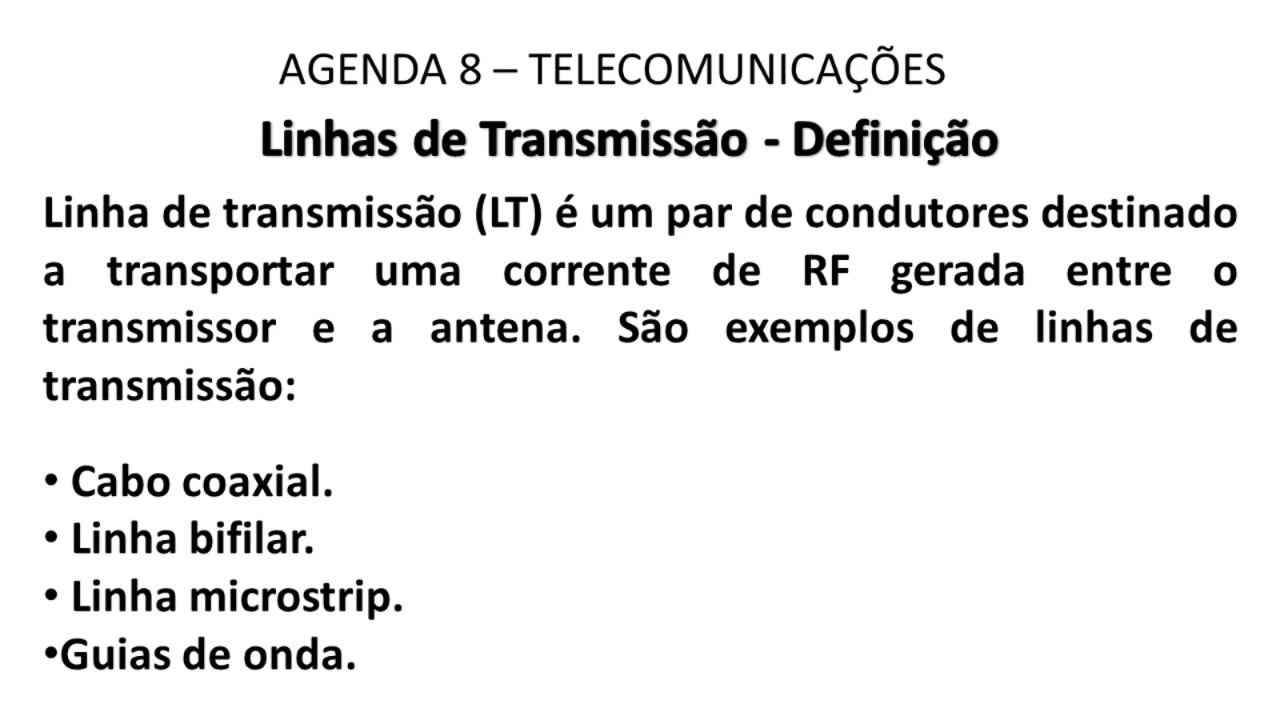 AGENDA 8 – TELECOMUNICAÇÕES
Linhas de Transmissão - Definição
Linha de transmissão (LT) é um par de condutores destinado
a transportar uma corrente de RF gerada entre o
transmissor e a antena. São exemplos de linhas de
transmissão:
• Cabo coaxial.
• Linha bifilar.
• Linha microstrip.
•Guias de onda.